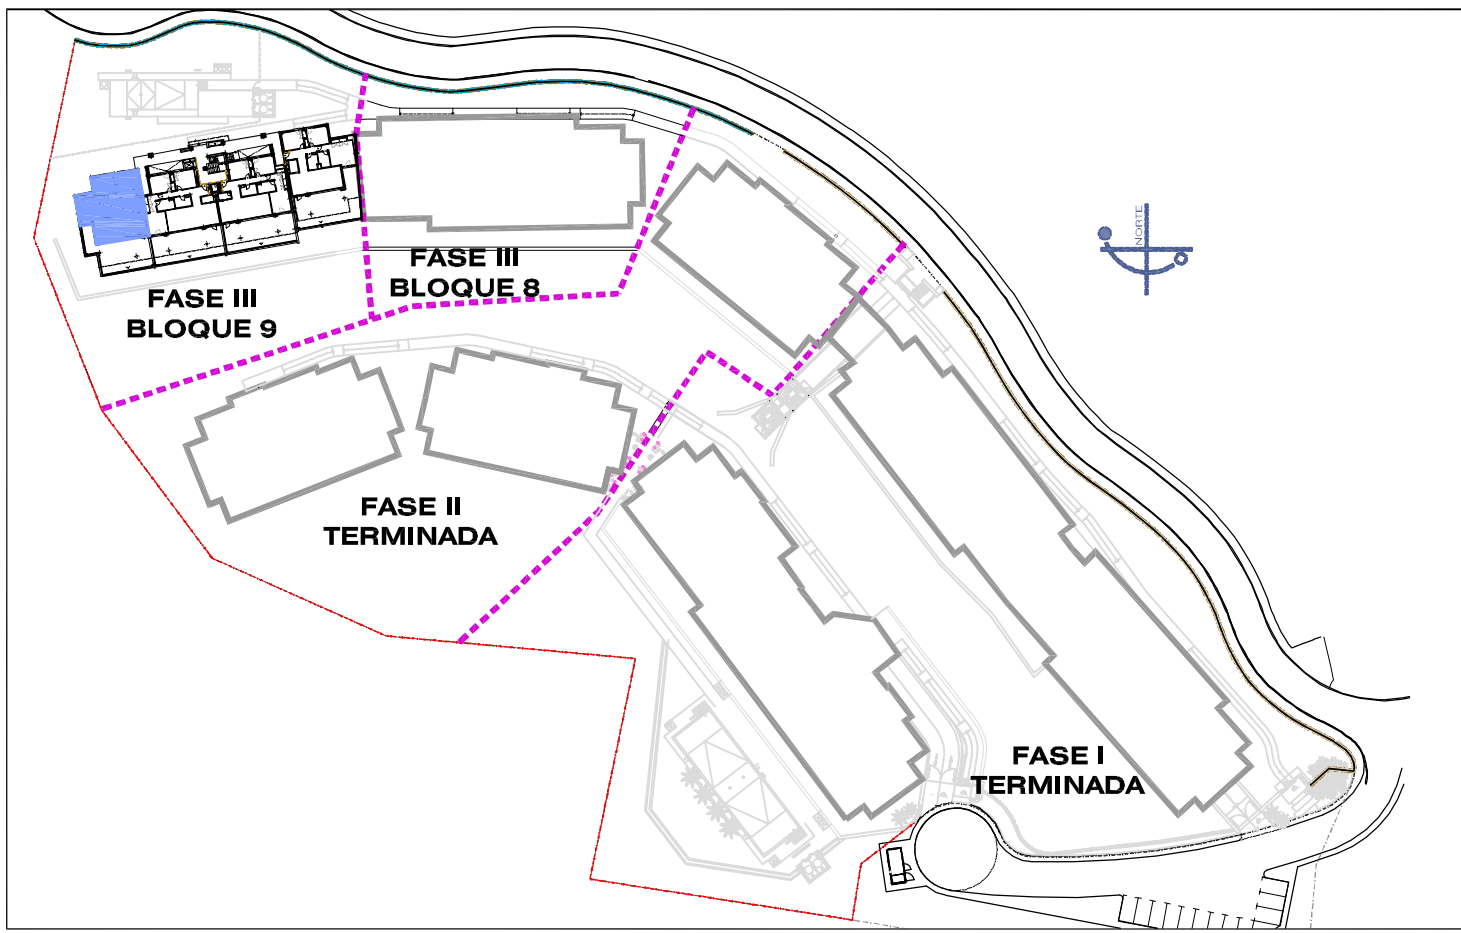 NORTE
FASE III
BLOQUE 8
FASE III
BLOQUE 9
FASE II
TERMINADA
FASE I
TERMINADA